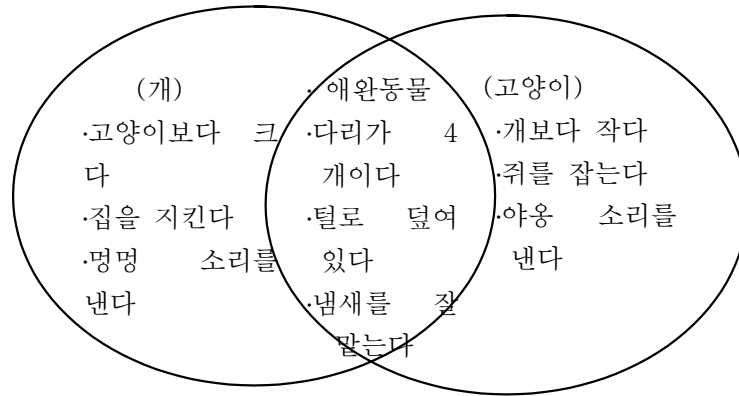 (개)
·고양이보다 크
다
·집을 지킨다
·멍멍 소리를
낸다
· 애완동물
·다리가 4
개이다
·털로 덮여
있다
·냄새를 잘
맡는다
(고양이)
·개보다 작다
·쥐를 잡는다
·야옹 소리를
낸다